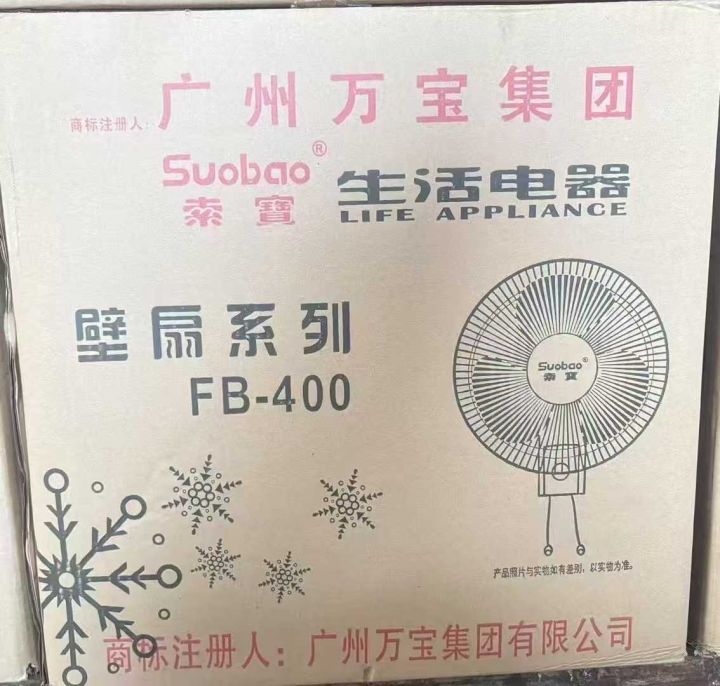 商标注册人：广州万宝集团
Suobao®
索寶
生活电器
LIFE APPLIANCE
壁扇系列
FB-400
Suobao®
索寶
产品照片与实物如有差别，以实物为准。
商标注册人：广州万宝集团有限公司